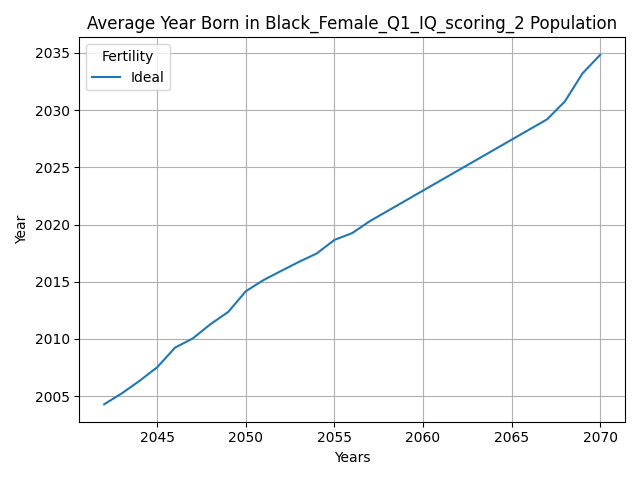 Average Year Born in Black_Female_Q1_IQ_scoring_2 Population
Fertility
Ideal
2035
2030
2025
2020
2015
2010
2005
Year
2045 2050 2055 2060 2065 2070
Years